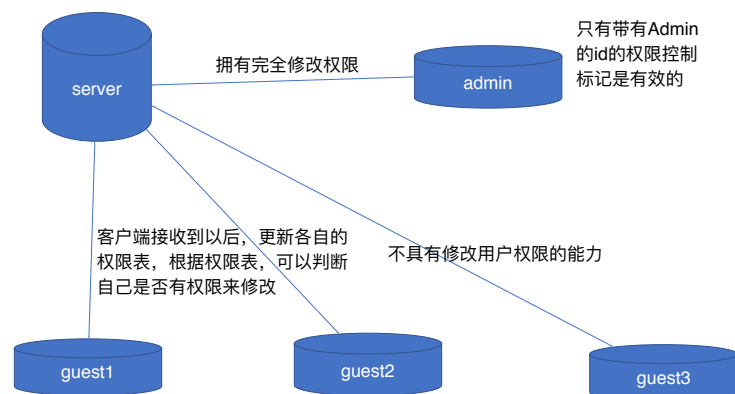 只有带有Admin
的id的权限控制
标记是有效的
拥有完全修改权限
server
admin
客户端接收到以后，更新各自的
权限表，根据权限表，可以判断
自己是否有权限来修改
不具有修改用户权限的能力
guest1
guest2
guest3